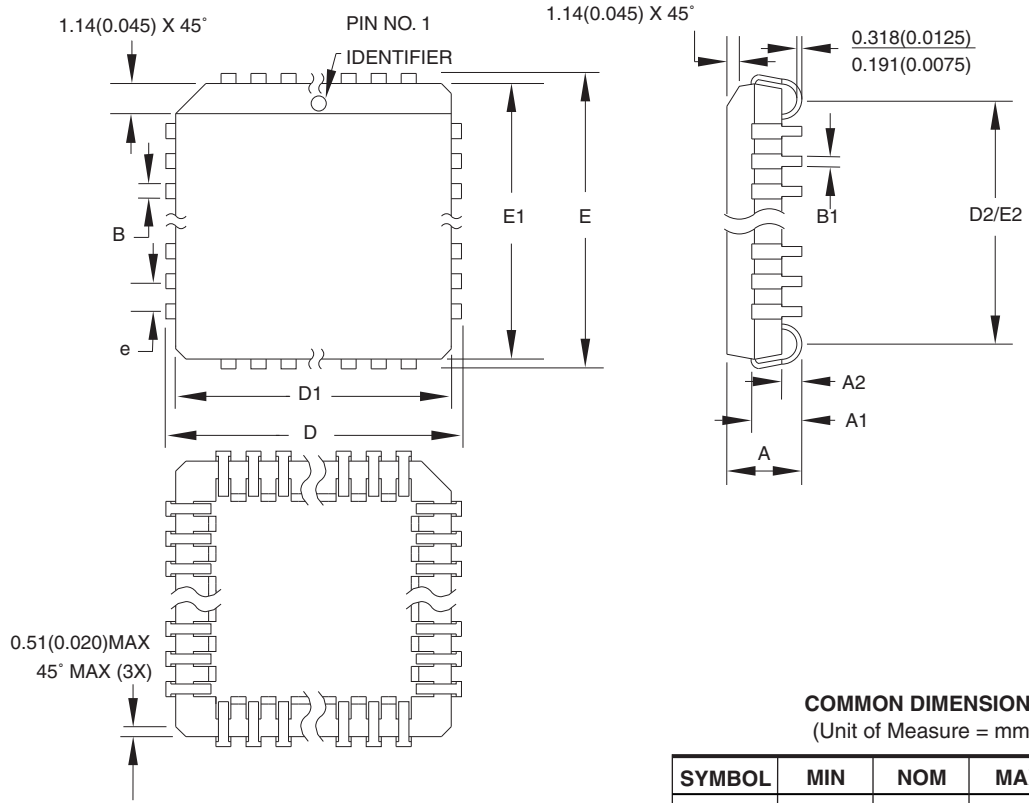 1.14(0.045) X 45˚
PIN NO. 1
IDENTIFIER
1.14(0.045) X 45˚
0.318(0.0125)
0.191(0.0075)
B
e
E1
E
B1
D2/E2
D1
D
A2
A1
A
0.51(0.020)MAX
45˚ MAX (3X)
COMMON DIMENSION
(Unit of Measure = mm
SYMBOL MIN NOM MA